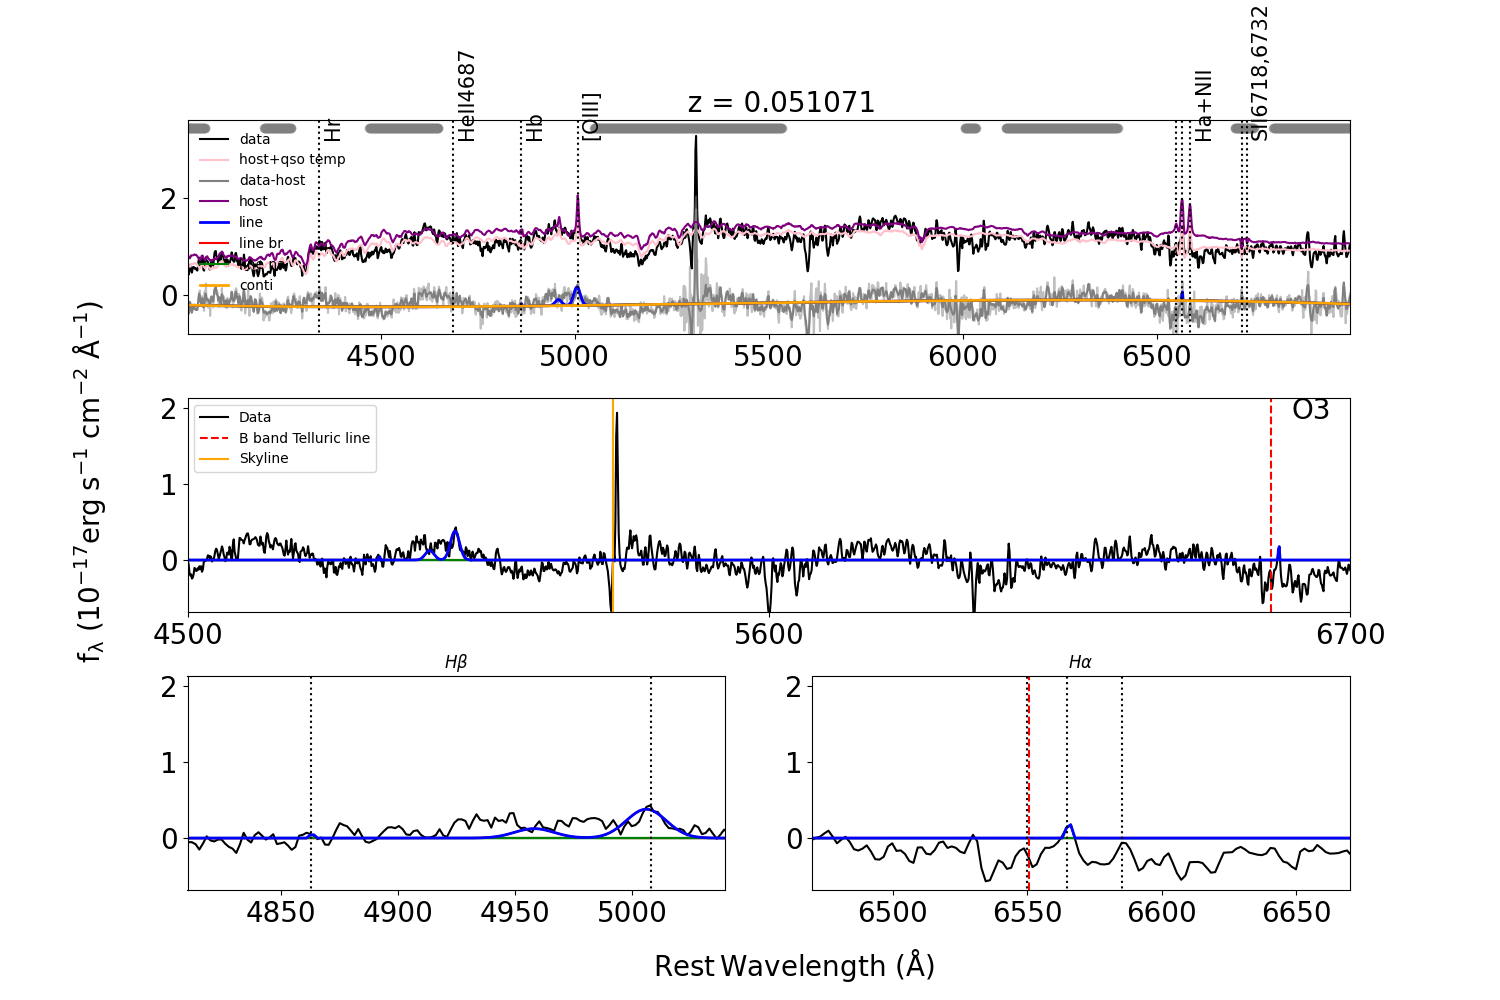 z = 0.051071
Hr
HeII4687
Hb
[OIII]
Ha+NII
SII6718,6732
data
host+qso temp
data-host
host
line
line br
conti
2
0
4500 5000 5500 6000 6500
O3
Data
B band Telluric line
Skyline
2
1
0
4500 5600 6700
fλ (10⁻¹⁷erg s⁻¹ cm⁻² Å⁻¹)
Hβ
2
1
0
4850 4900 4950 5000
Hα
2
1
0
6500 6550 6600 6650
Rest Wavelength (Å)